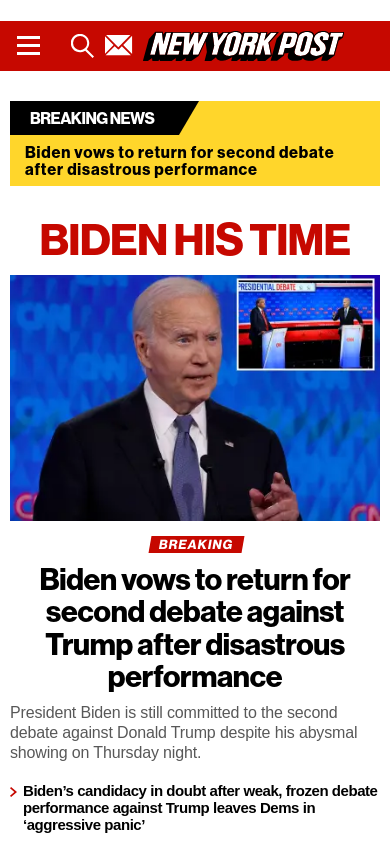 NEW YORK POST
BREAKING NEWS
Biden vows to return for second debate
after disastrous performance
BIDEN HIS TIME
PRESIDENTIAL DEBATE
CNN
BREAKING
Biden vows to return for
second debate against
Trump after disastrous
performance
President Biden is still committed to the second
debate against Donald Trump despite his abysmal
showing on Thursday night.
Biden’s candidacy in doubt after weak, frozen debate
performance against Trump leaves Dems in
‘aggressive panic’